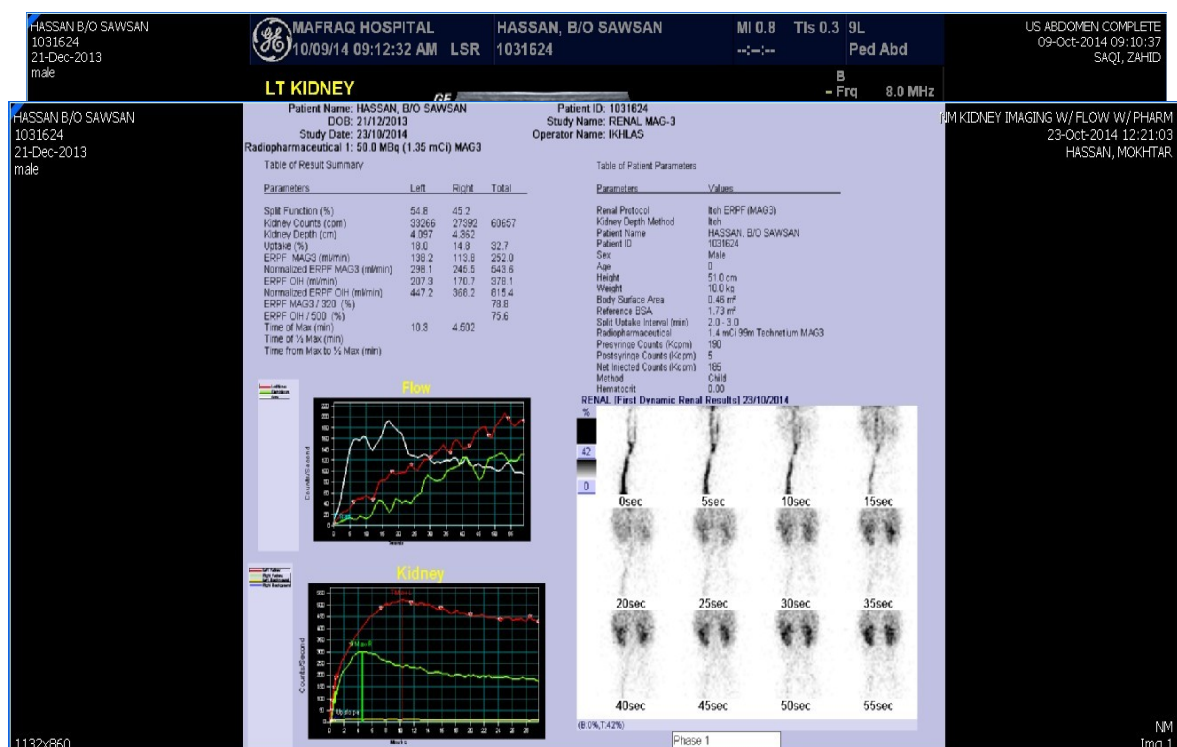 HASSAN B/O SAWSAN
1031624
21-Dec-2013
male
MAFRAQ HOSPITAL
10/09/14 09:12:32 AM LSR
HASSAN, B/O SAWSAN
1031624
MI 0.8 TIs 0.3 9L
--:--:-- Ped Abd
US ABDOMEN COMPLETE
09-Oct-2014 09:10:37
SAQI, ZAHID
LT KIDNEY
GE
B
- Frq 8.0 MHz
HASSAN B/O SAWSAN
1031624
21-Dec-2013
male
NM KIDNEY IMAGING W/ FLOW W/ PHARM
23-Oct-2014 12:21:03
HASSAN, MOKHTAR
Patient Name: HASSAN, B/O SAWSAN
DOB: 21/12/2013
Study Date: 23/10/2014
Radiopharmaceutical 1: 50.0 MBq (1.35 mCi) MAG3
Patient ID: 1031624
Study Name: RENAL MAG-3
Operator Name: IKHLAS
Table of Result Summary
Parameters Left Right Total
Split Function (%) 54.8 45.2
Kidney Counts (cpm) 33266 27392 60657
Kidney Depth (cm) 4.097 4.362
Uptake (%) 18.0 14.8 32.7
ERPF MAG3 (ml/min) 138.2 113.8 252.0
Normalized ERPF MAG3 (ml/min) 298.1 245.5 543.6
ERPF OIH (ml/min) 207.3 170.7 378.1
Normalized ERPF OIH (ml/min) 447.2 368.2 815.4
ERPF MAG3 / 320 (%) 78.8
ERPF OIH / 500 (%) 75.6
Time of Max (min) 10.3 4.502
Time of ½ Max (min)
Time from Max to ½ Max (min)
Table of Patient Parameters
Parameters Values
Renal Protocol Itoh ERPF (MAG3)
Kidney Depth Method Itoh
Patient Name HASSAN, B/O SAWSAN
Patient ID 1031624
Sex Male
Age 0
Height 51.0 cm
Weight 10.0 kg
Body Surface Area 0.46 m²
Reference BSA 1.73 m²
Split Uptake Interval (min) 2.0 - 3.0
Radiopharmaceutical 1.4 mCi 99m Technetium MAG3
Presyringe Counts (Kcpm) 190
Postsyringe Counts (Kcpm) 5
Net Injected Counts (Kcpm) 185
Method Child
Hematocrit 0.00
Flow
Counts/Second
Kidney
Counts/Second
RENAL [First Dynamic Renal Results] 23/10/2014
%
42
0
0sec 5sec 10sec 15sec
20sec 25sec 30sec 35sec
40sec 45sec 50sec 55sec
(B:0%,T:42%)
Phase 1
1132x860
NM
Img 1